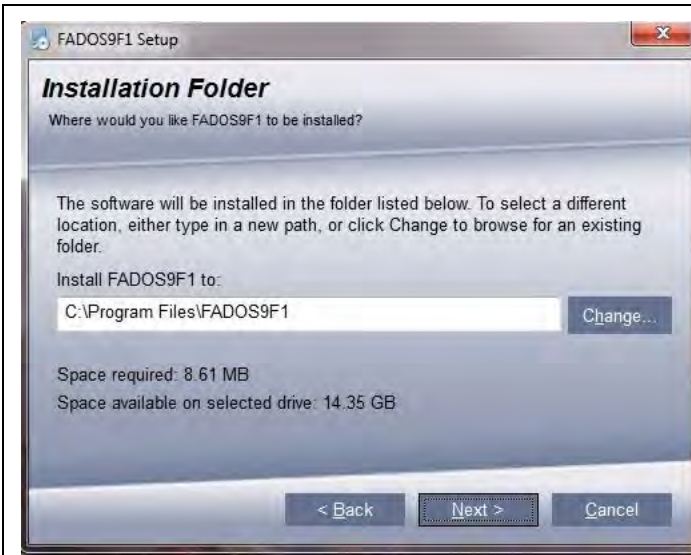 FADOS9F1 Setup
Installation Folder
Where would you like FADOS9F1 to be installed?
The software will be installed in the folder listed below. To select a different
location, either type in a new path, or click Change to browse for an existing
folder.
Install FADOS9F1 to:
C:\Program Files\FADOS9F1
Change...
Space required: 8.61 MB
Space available on selected drive: 14.35 GB
< Back
Next >
Cancel